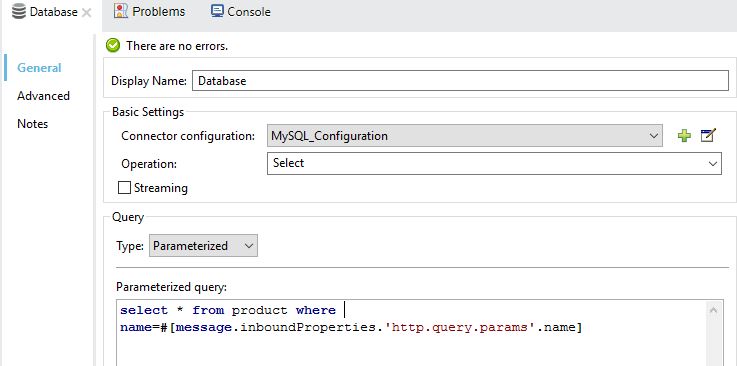 Database Problems Console
There are no errors.
General
Display Name: Database
Advanced
Basic Settings
Notes
Connector configuration: MySQL_Configuration
Operation: Select
Streaming
Query
Type: Parameterized
Parameterized query:
select * from product where
name=#[message.inboundProperties.'http.query.params'.name]